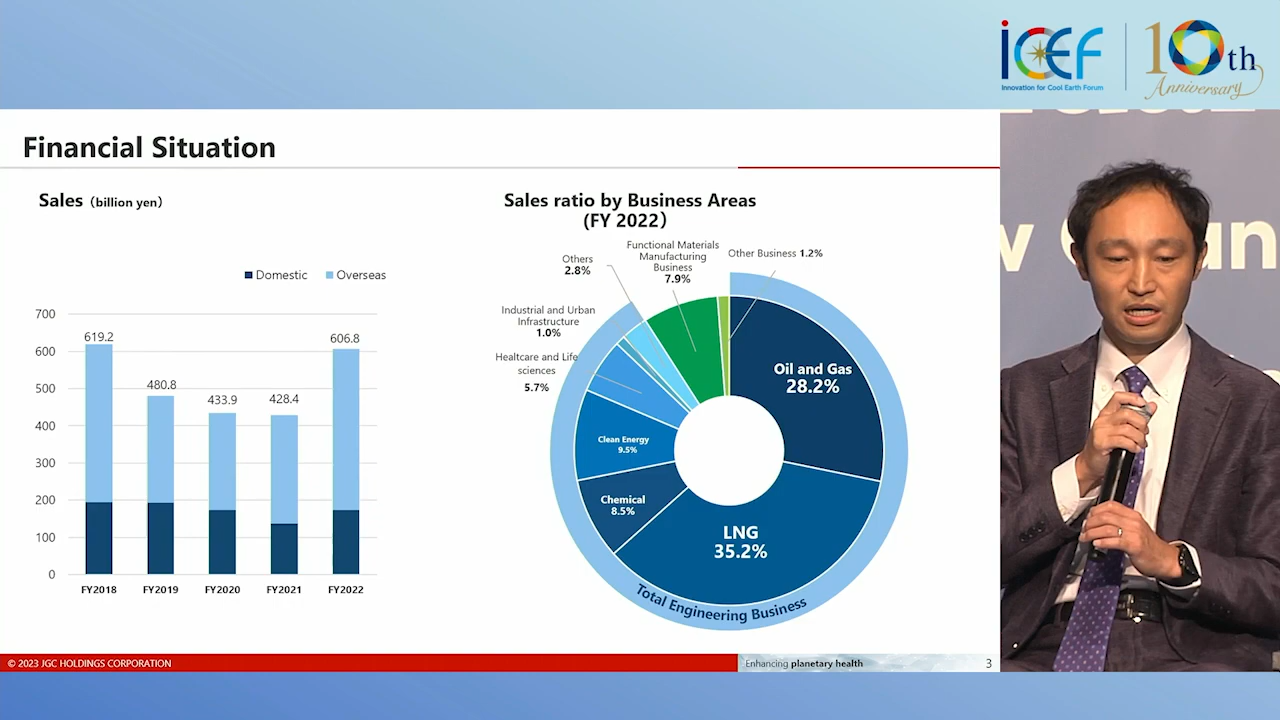 iCEF
Innovation for Cool Earth Forum
10th
Anniversary
Financial Situation
Sales（billion yen）
Domestic
Overseas
700
600
500
400
300
200
100
0
619.2
480.8
433.9
428.4
606.8
FY2018
FY2019
FY2020
FY2021
FY2022
Sales ratio by Business Areas
(FY 2022）
Others
2.8%
Functional Materials
Manufacturing
Business
7.9%
Other Business 1.2%
Industrial and Urban
Infrastructure
1.0%
Healtcare and Life
sciences
5.7%
Oil and Gas
28.2%
Clean Energy
9.5%
Chemical
8.5%
LNG
35.2%
Total Engineering Business
© 2023 JGC HOLDINGS CORPORATION
Enhancing planetary health
3